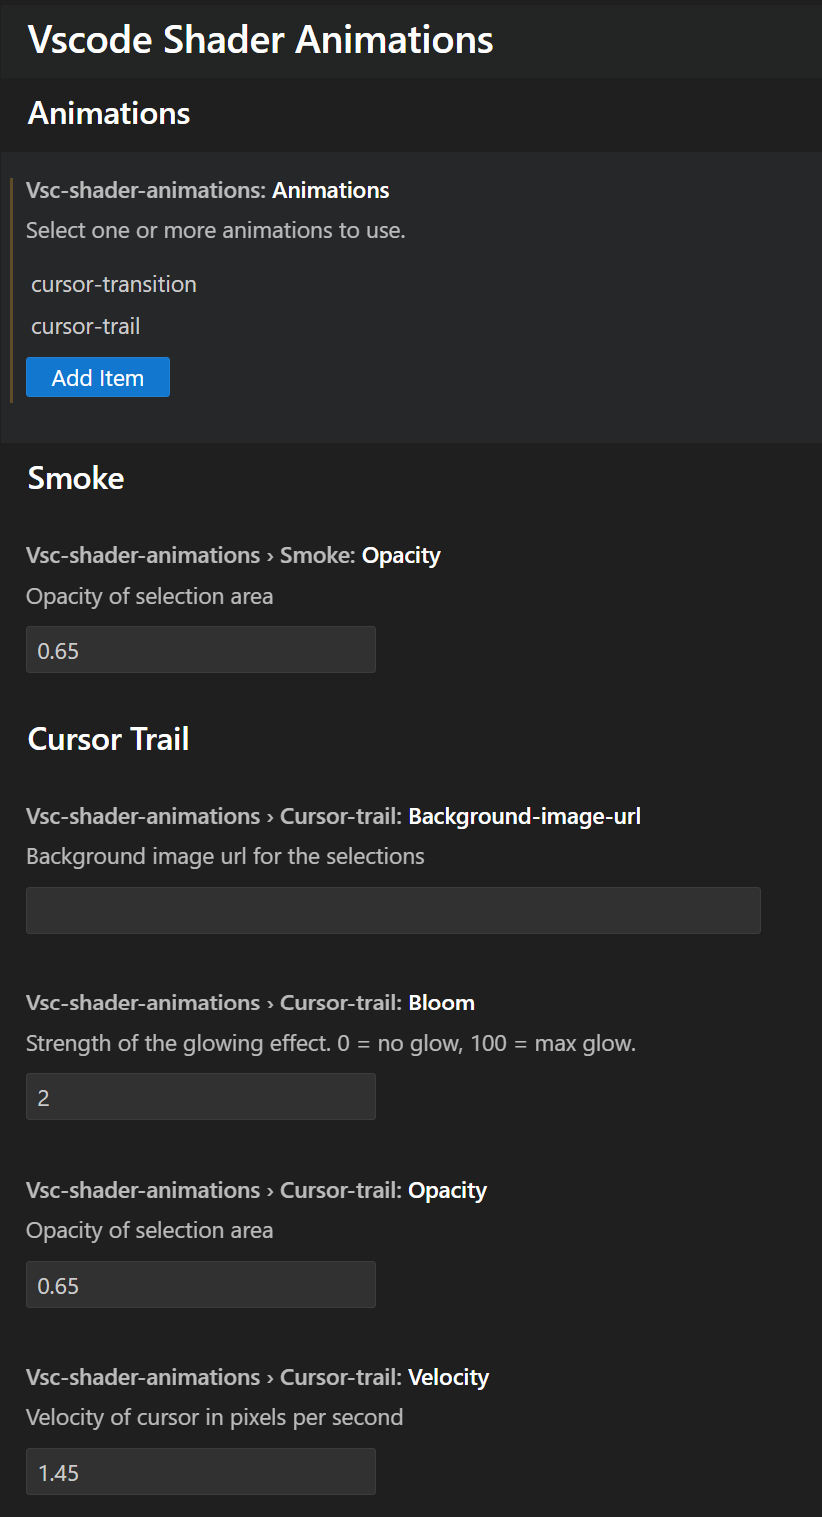 Vscode Shader Animations
Animations
Vsc-shader-animations: Animations
Select one or more animations to use.
cursor-transition
cursor-trail
Add Item
Smoke
Vsc-shader-animations › Smoke: Opacity
Opacity of selection area
0.65
Cursor Trail
Vsc-shader-animations › Cursor-trail: Background-image-url
Background image url for the selections
Vsc-shader-animations › Cursor-trail: Bloom
Strength of the glowing effect. 0 = no glow, 100 = max glow.
2
Vsc-shader-animations › Cursor-trail: Opacity
Opacity of selection area
0.65
Vsc-shader-animations › Cursor-trail: Velocity
Velocity of cursor in pixels per second
1.45